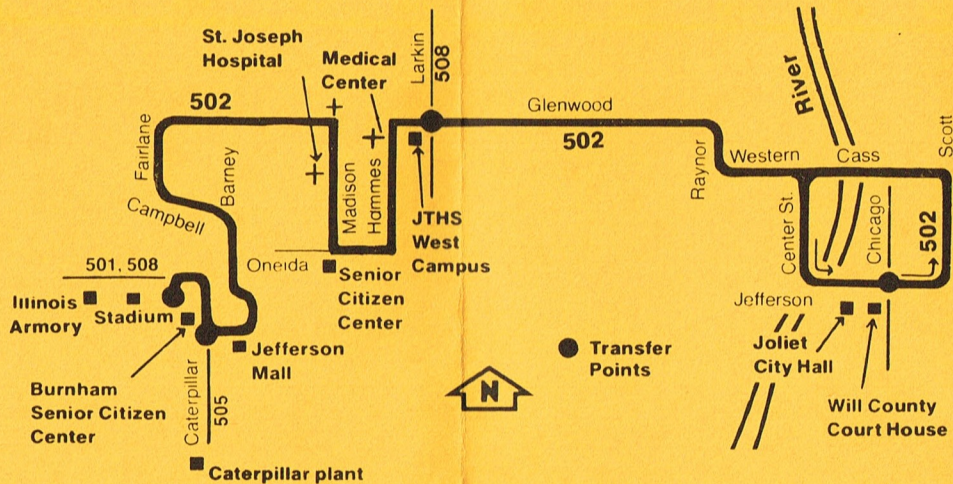 St. Joseph
Hospital
Medical
Center
Larkin
508
River
502
Glenwood
502
Scott
Fairlane
Barney
Madison
Hammes
Raynor
Western
Cass
Campbell
JTHS
West
Campus
Center St.
Chicago
502
501, 508
Oneida
Senior
Citizen
Center
Illinois
Armory
Stadium
Jefferson
Jefferson
Mall
Transfer
Points
Joliet
City Hall
Burnham
Senior Citizen
Center
Caterpillar
505
N
Will County
Court House
Caterpillar plant